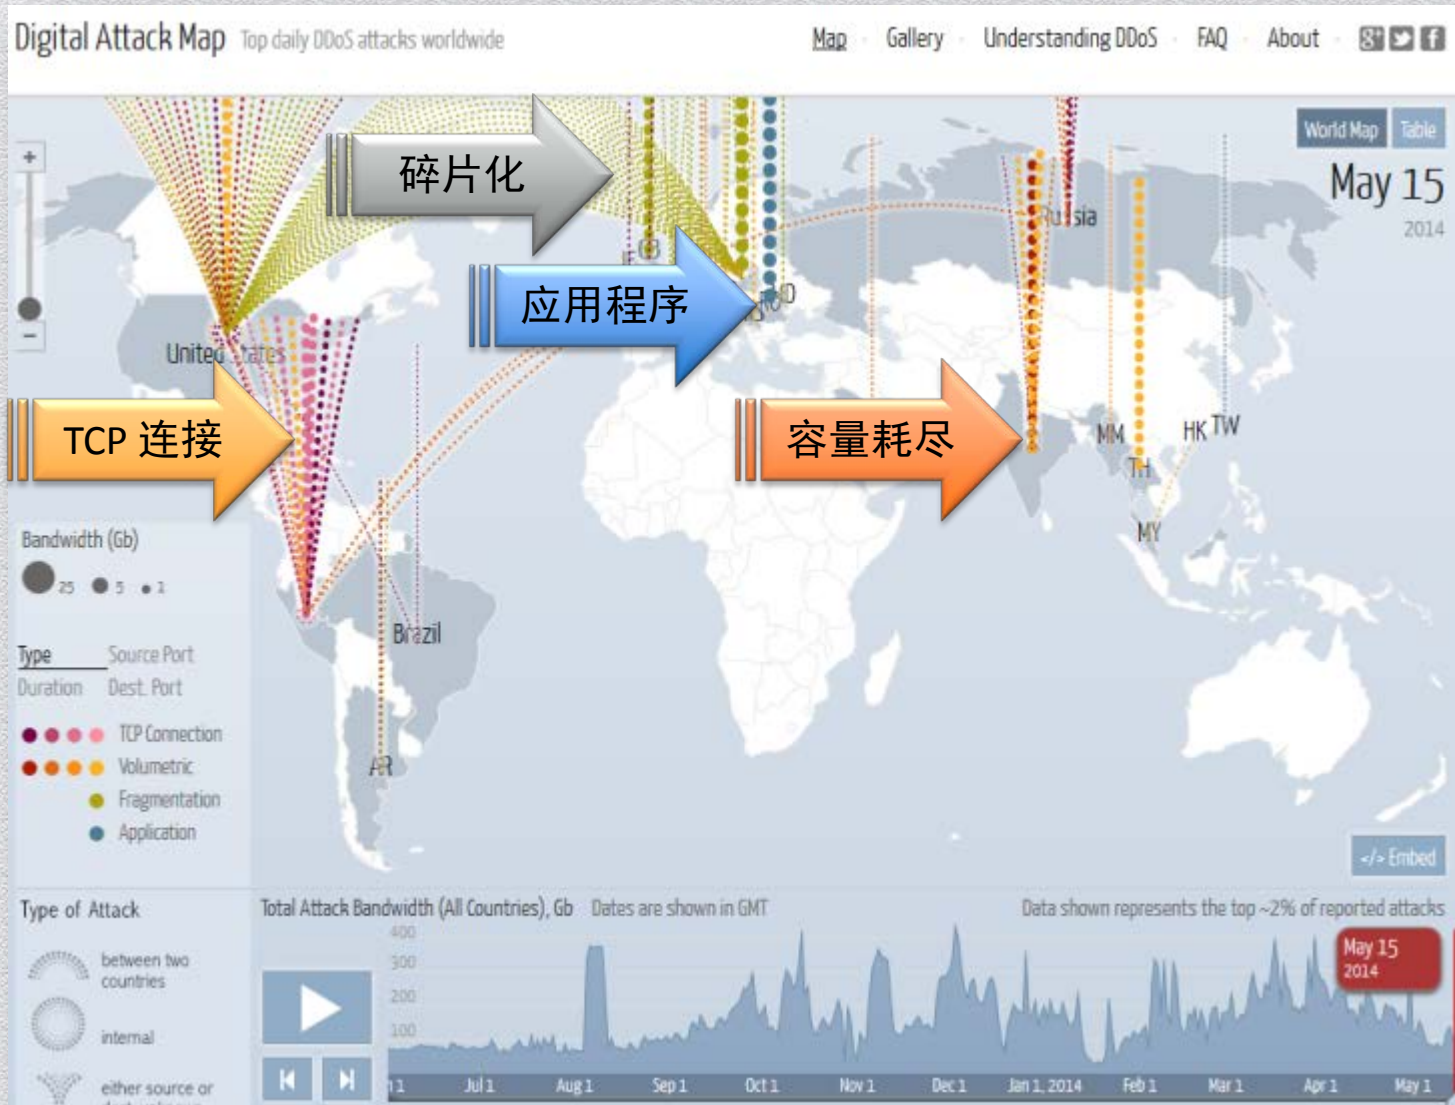 Digital Attack Map Top daily DDoS attacks worldwide
Map Gallery Understanding DDoS FAQ About
World Map Table
May 15
2014
碎片化
Russia
应用程序
United States
TCP 连接
容量耗尽
MM
HK TW
TH
MY
Brazil
AR
Bandwidth (Gb)
25 5 1
Type Source Port
Duration Dest. Port
TCP Connection
Volumetric
Fragmentation
Application
</> Embed
Type of Attack
between two
countries
internal
either source or
Total Attack Bandwidth (All Countries), Gb Dates are shown in GMT
Data shown represents the top ~2% of reported attacks
May 15
2014
400
300
200
100
Jul 1 Aug 1 Sep 1 Oct 1 Nov 1 Dec 1 Jan 1, 2014 Feb 1 Mar 1 Apr 1 May 1